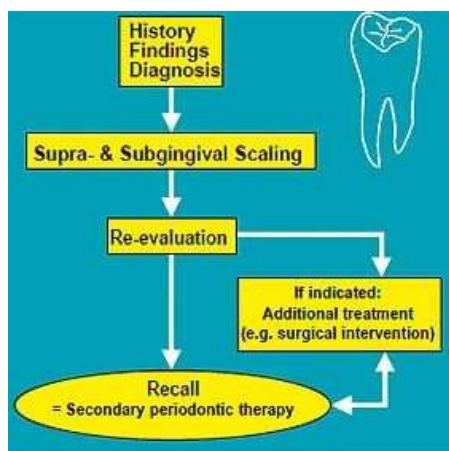 History
Findings
Diagnosis
Supra- & Subgingival Scaling
Re-evaluation
If indicated:
Additional treatment
(e.g. surgical intervention)
Recall
= Secondary periodontic therapy